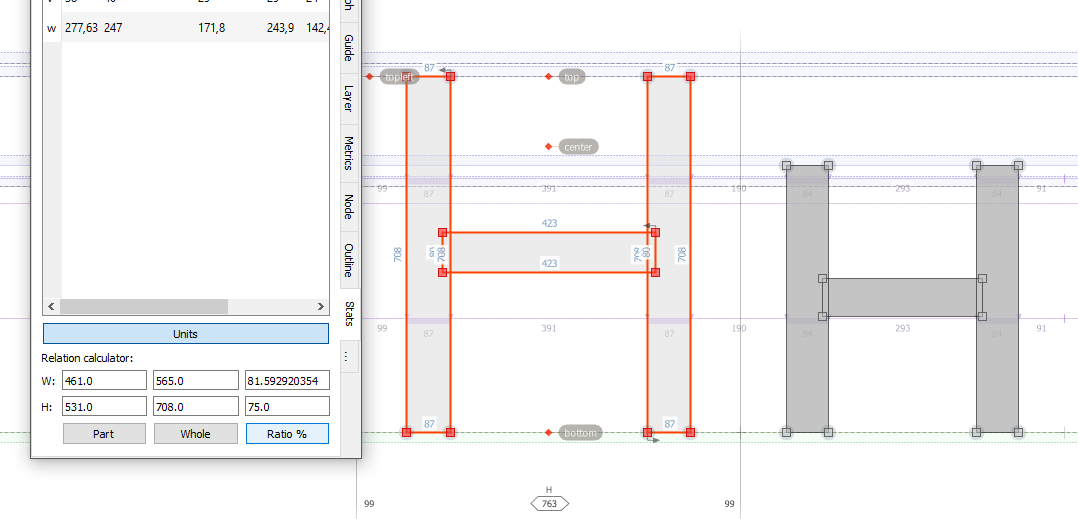 w 277,63 247 171,8 243,9 142,4
Guide
Layer
Metrics
Node
Outline
Stats
Units
Relation calculator:
W: 461.0 565.0 81.592920354
H: 531.0 708.0 75.0
Part Whole Ratio %
87 87
topleft top
center
99 87 391 87 190 84 293 84 91
423
708 80 708 708 80 708
423
99 87 391 87 190 84 293 84 91
87 87
bottom
H
99 763 99